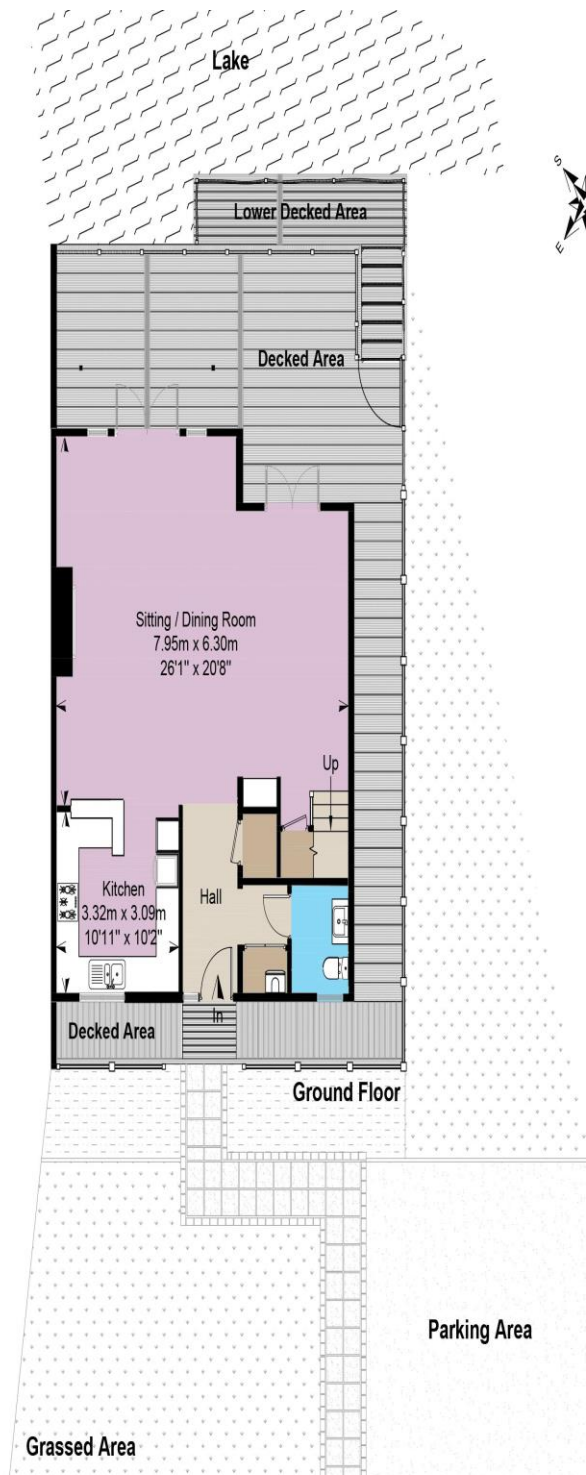 Lake
S
E
Lower Decked Area
Decked Area
Sitting / Dining Room
7.95m x 6.30m
26'1" x 20'8"
Up
Kitchen
3.32m x 3.09m
10'11" x 10'2"
Hall
In
Decked Area
Ground Floor
Parking Area
Grassed Area